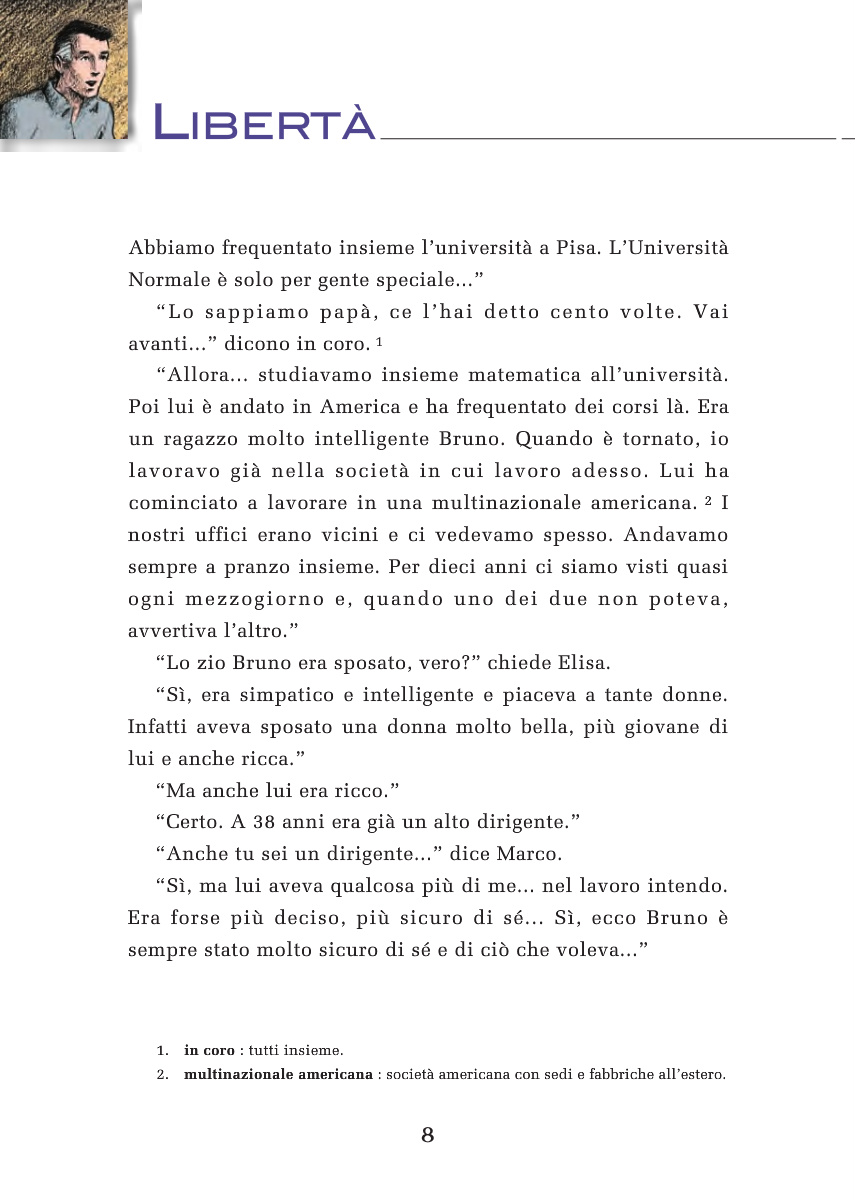 LIBERTÀ
Abbiamo frequentato insieme l’università a Pisa. L’Università
Normale è solo per gente speciale...”
“Lo sappiamo papà, ce l’hai detto cento volte. Vai
avanti...” dicono in coro. 1
“Allora... studiavamo insieme matematica all’università.
Poi lui è andato in America e ha frequentato dei corsi là. Era
un ragazzo molto intelligente Bruno. Quando è tornato, io
lavoravo già nella società in cui lavoro adesso. Lui ha
cominciato a lavorare in una multinazionale americana. 2 I
nostri uffici erano vicini e ci vedevamo spesso. Andavamo
sempre a pranzo insieme. Per dieci anni ci siamo visti quasi
ogni mezzogiorno e, quando uno dei due non poteva,
avvertiva l’altro.”
“Lo zio Bruno era sposato, vero?” chiede Elisa.
“Sì, era simpatico e intelligente e piaceva a tante donne.
Infatti aveva sposato una donna molto bella, più giovane di
lui e anche ricca.”
“Ma anche lui era ricco.”
“Certo. A 38 anni era già un alto dirigente.”
“Anche tu sei un dirigente...” dice Marco.
“Sì, ma lui aveva qualcosa più di me... nel lavoro intendo.
Era forse più deciso, più sicuro di sé... Sì, ecco Bruno è
sempre stato molto sicuro di sé e di ciò che voleva...”
1. in coro : tutti insieme.
2. multinazionale americana : società americana con sedi e fabbriche all’estero.
8